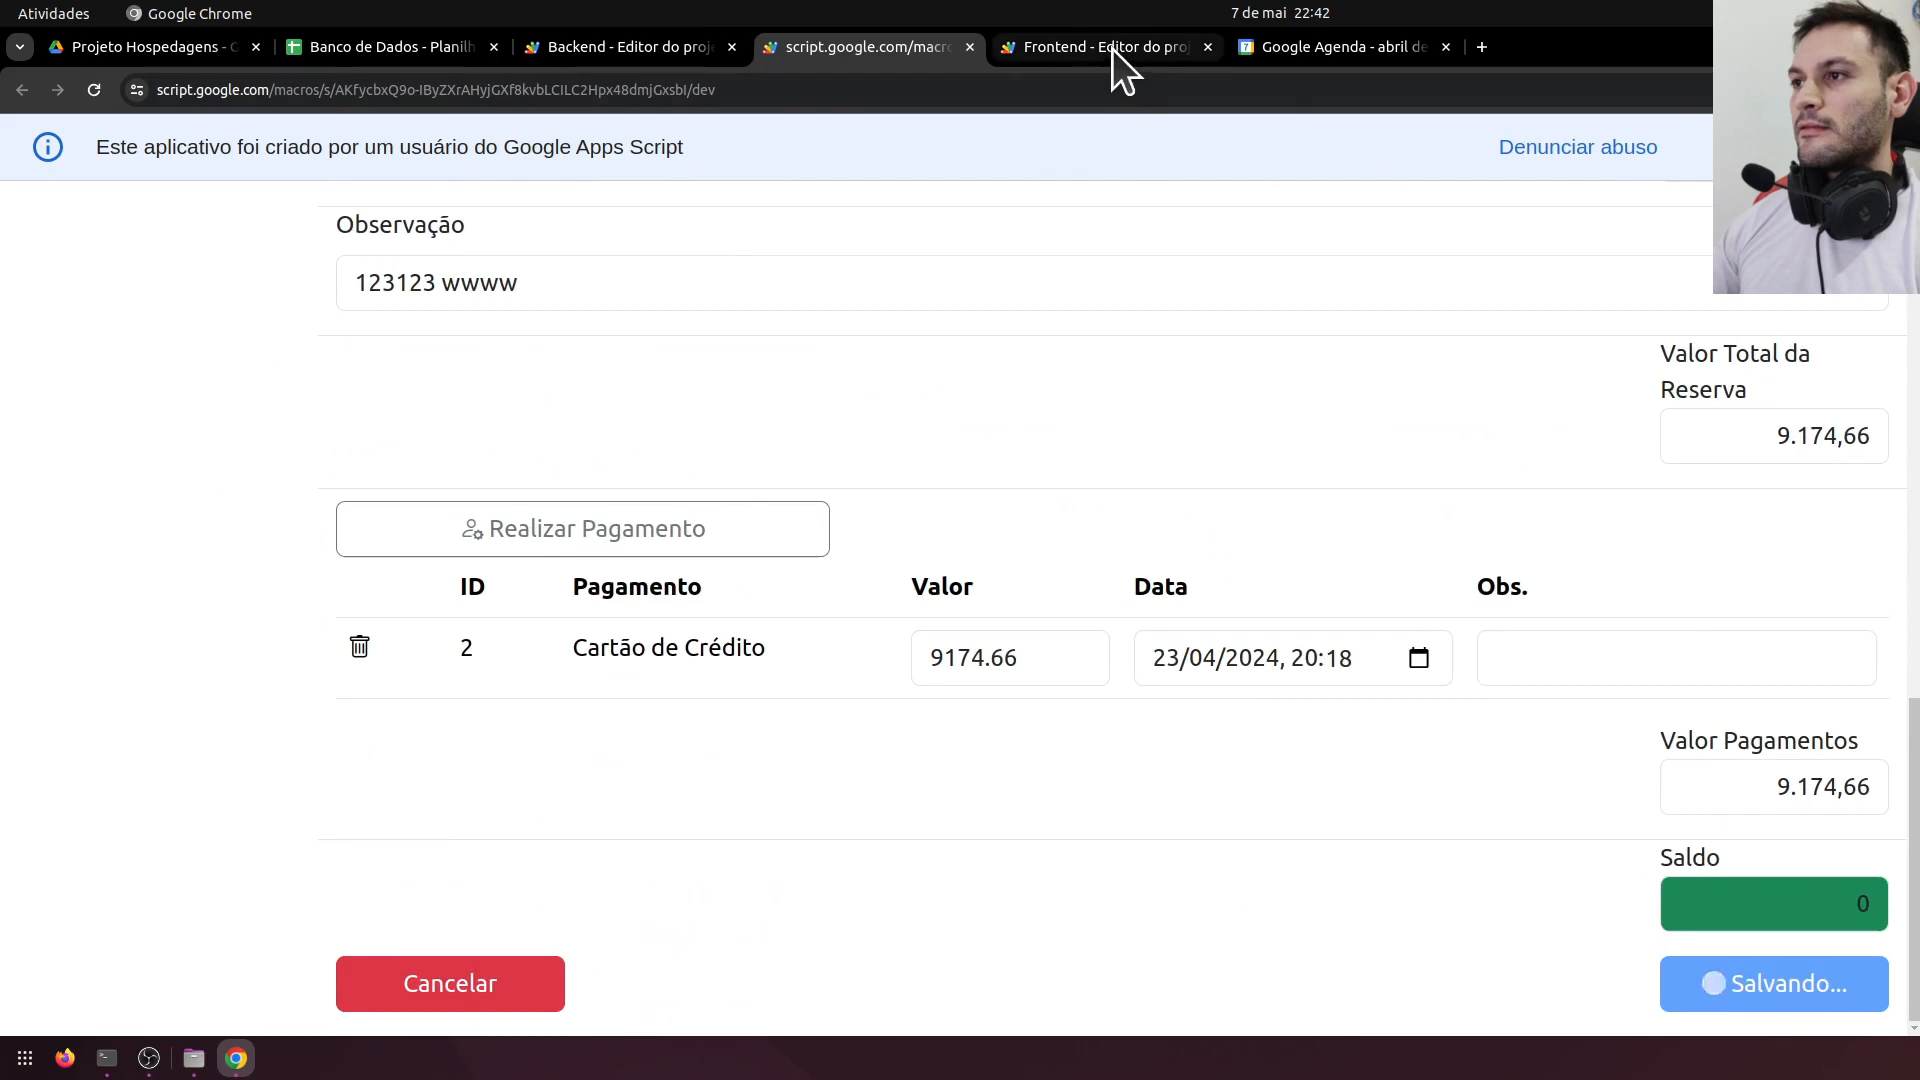 Atividades
Google Chrome
7 de mai 22:42
Projeto Hospedagens -
Banco de Dados - Planilh
Backend - Editor do proj
script.google.com/macro
Frontend - Editor do proj
Google Agenda - abril de
script.google.com/macros/s/AKfycbxQ9o-IByZXrAHyjGXf8kvbLCILC2Hpx48dmjGxsbI/dev
Este aplicativo foi criado por um usuário do Google Apps Script
Denunciar abuso
Observação
123123 wwww
Valor Total da
Reserva
9.174,66
Realizar Pagamento
ID Pagamento Valor Data Obs.
2 Cartão de Crédito 9174.66 23/04/2024, 20:18
Valor Pagamentos
9.174,66
Saldo
0
Cancelar
Salvando...